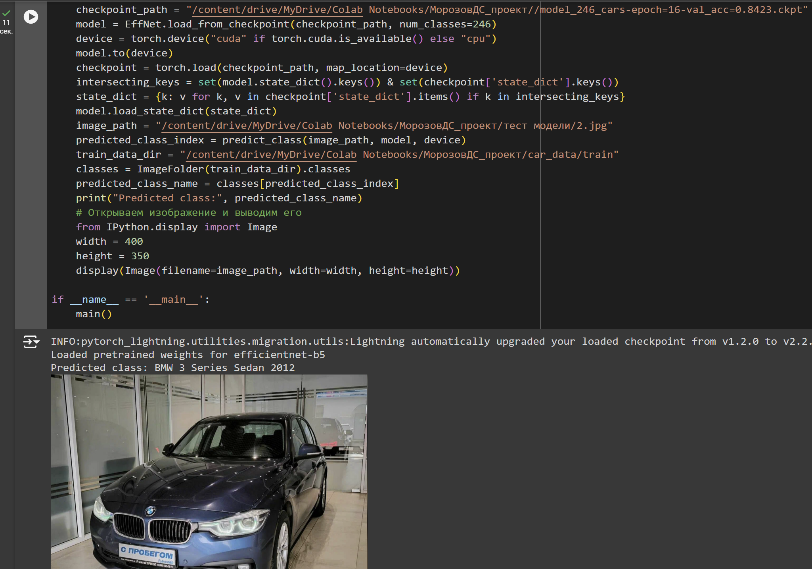 checkpoint_path = "/content/drive/MyDrive/Colab Notebooks/МорозовДС_проект//model_246_cars-epoch=16-val_acc=0.8423.ckpt"
model = EffNet.load_from_checkpoint(checkpoint_path, num_classes=246)
11
сек.
device = torch.device("cuda" if torch.cuda.is_available() else "cpu")
model.to(device)
checkpoint = torch.load(checkpoint_path, map_location=device)
intersecting_keys = set(model.state_dict().keys()) & set(checkpoint['state_dict'].keys())
state_dict = {k: v for k, v in checkpoint['state_dict'].items() if k in intersecting_keys}
model.load_state_dict(state_dict)
image_path = "/content/drive/MyDrive/Colab Notebooks/МорозовДС_проект/тест модели/2.jpg"
predicted_class_index = predict_class(image_path, model, device)
train_data_dir = "/content/drive/MyDrive/Colab Notebooks/МорозовДС_проект/car_data/train"
classes = ImageFolder(train_data_dir).classes
predicted_class_name = classes[predicted_class_index]
print("Predicted class:", predicted_class_name)
# Открываем изображение и выводим его
from IPython.display import Image
width = 400
height = 350
display(Image(filename=image_path, width=width, height=height))
if __name__ == '__main__':
main()
INFO:pytorch_lightning.utilities.migration.utils:Lightning automatically upgraded your loaded checkpoint from v1.2.0 to v2.2.
Loaded pretrained weights for efficientnet-b5
Predicted class: BMW 3 Series Sedan 2012
С ПРОБЕГОМ